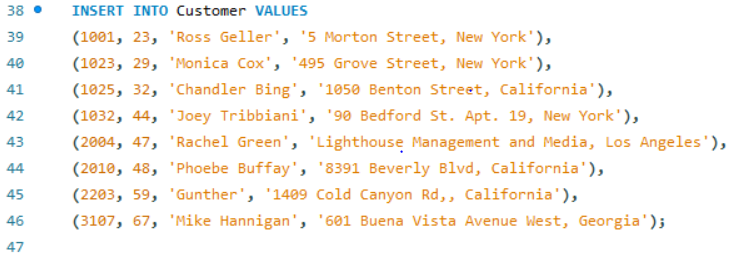 38 INSERT INTO Customer VALUES
39 (1001, 23, 'Ross Geller', '5 Morton Street, New York'),
40 (1023, 29, 'Monica Cox', '495 Grove Street, New York'),
41 (1025, 32, 'Chandler Bing', '1050 Benton Street, California'),
42 (1032, 44, 'Joey Tribbiani', '90 Bedford St. Apt. 19, New York'),
43 (2004, 47, 'Rachel Green', 'Lighthouse Management and Media, Los Angeles'),
44 (2010, 48, 'Phoebe Buffay', '8391 Beverly Blvd, California'),
45 (2203, 59, 'Gunther', '1409 Cold Canyon Rd,, California'),
46 (3107, 67, 'Mike Hannigan', '601 Buena Vista Avenue West, Georgia');
47